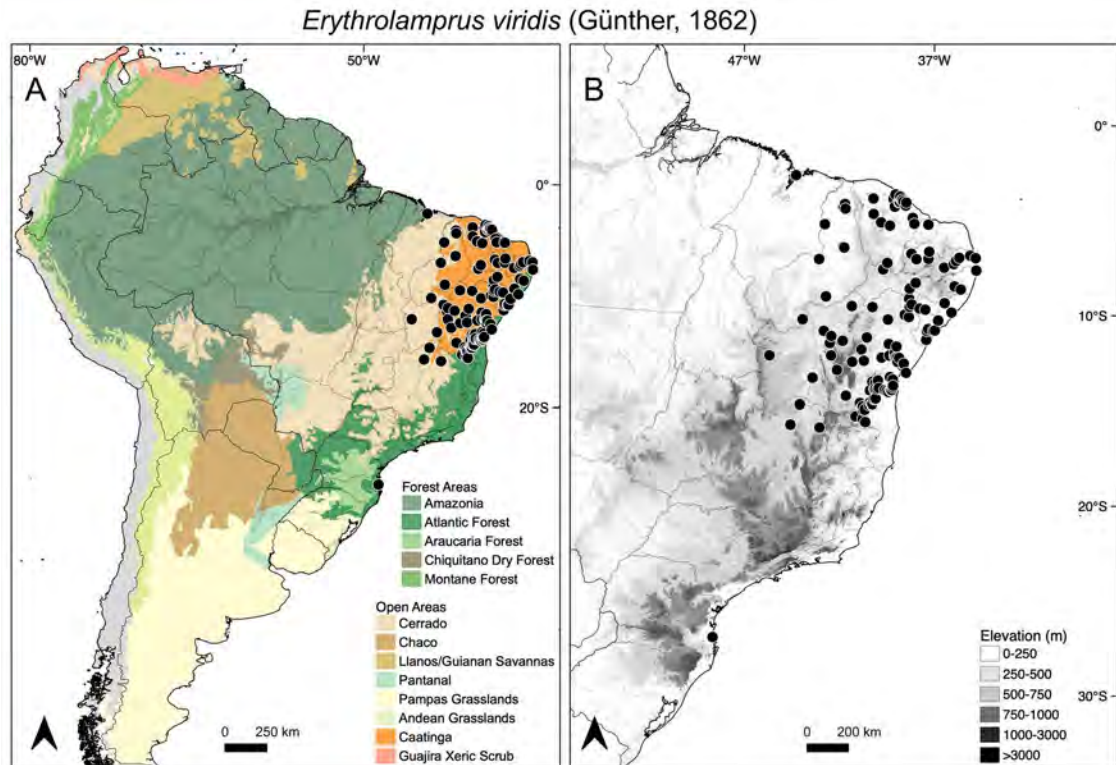 Erythrolamprus viridis (Günther, 1862)
80°W
50°W
A
0°
20°S
Forest Areas
Amazonia
Atlantic Forest
Araucaria Forest
Chiquitano Dry Forest
Montane Forest
Open Areas
Cerrado
Chaco
Llanos/Guianan Savannas
Pantanal
Pampas Grasslands
Andean Grasslands
Caatinga
Guajira Xeric Scrub
0 250 km
47°W
37°W
B
0°
10°S
20°S
30°S
Elevation (m)
0-250
250-500
500-750
750-1000
1000-3000
>3000
0 200 km